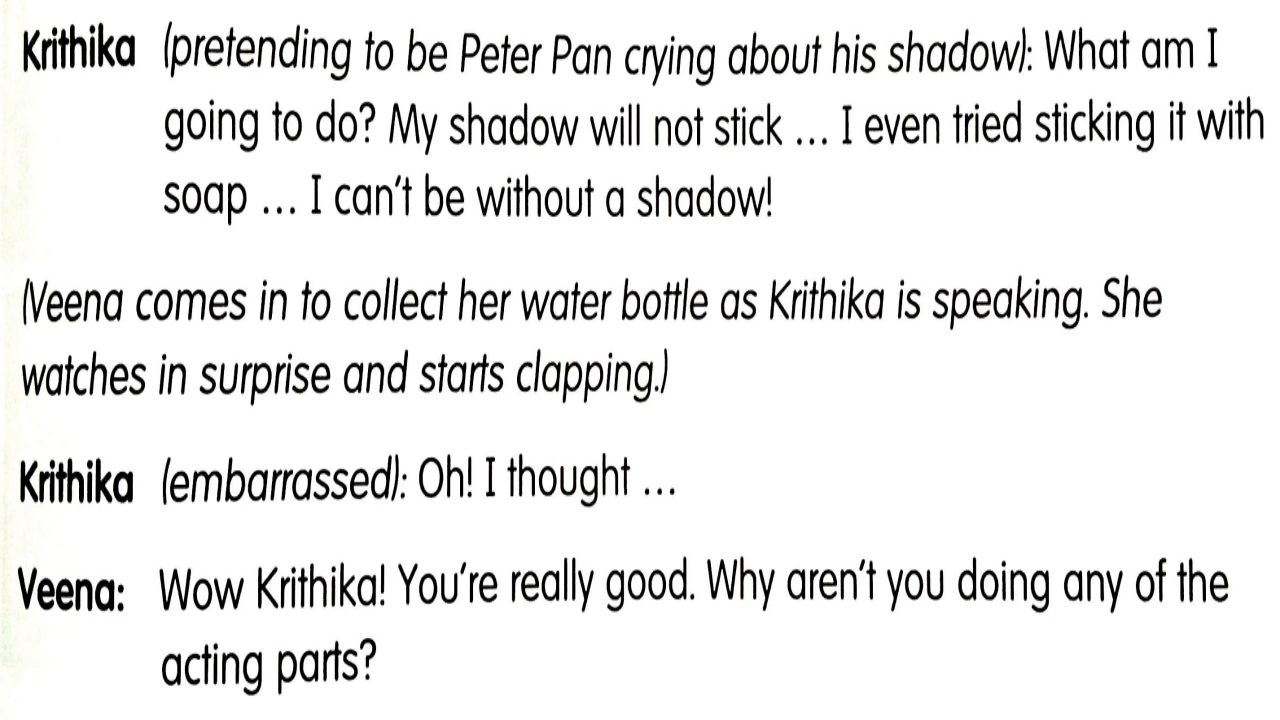 Krithika (pretending to be Peter Pan crying about his shadow): What am I
going to do? My shadow will not stick ... I even tried sticking it with
soap ... I can't be without a shadow!
(Veena comes in to collect her water bottle as Krithika is speaking. She
watches in surprise and starts clapping.)
Krithika (embarrassed): Oh! I thought ...
Veena: Wow Krithika! You're really good. Why aren't you doing any of the
acting parts?